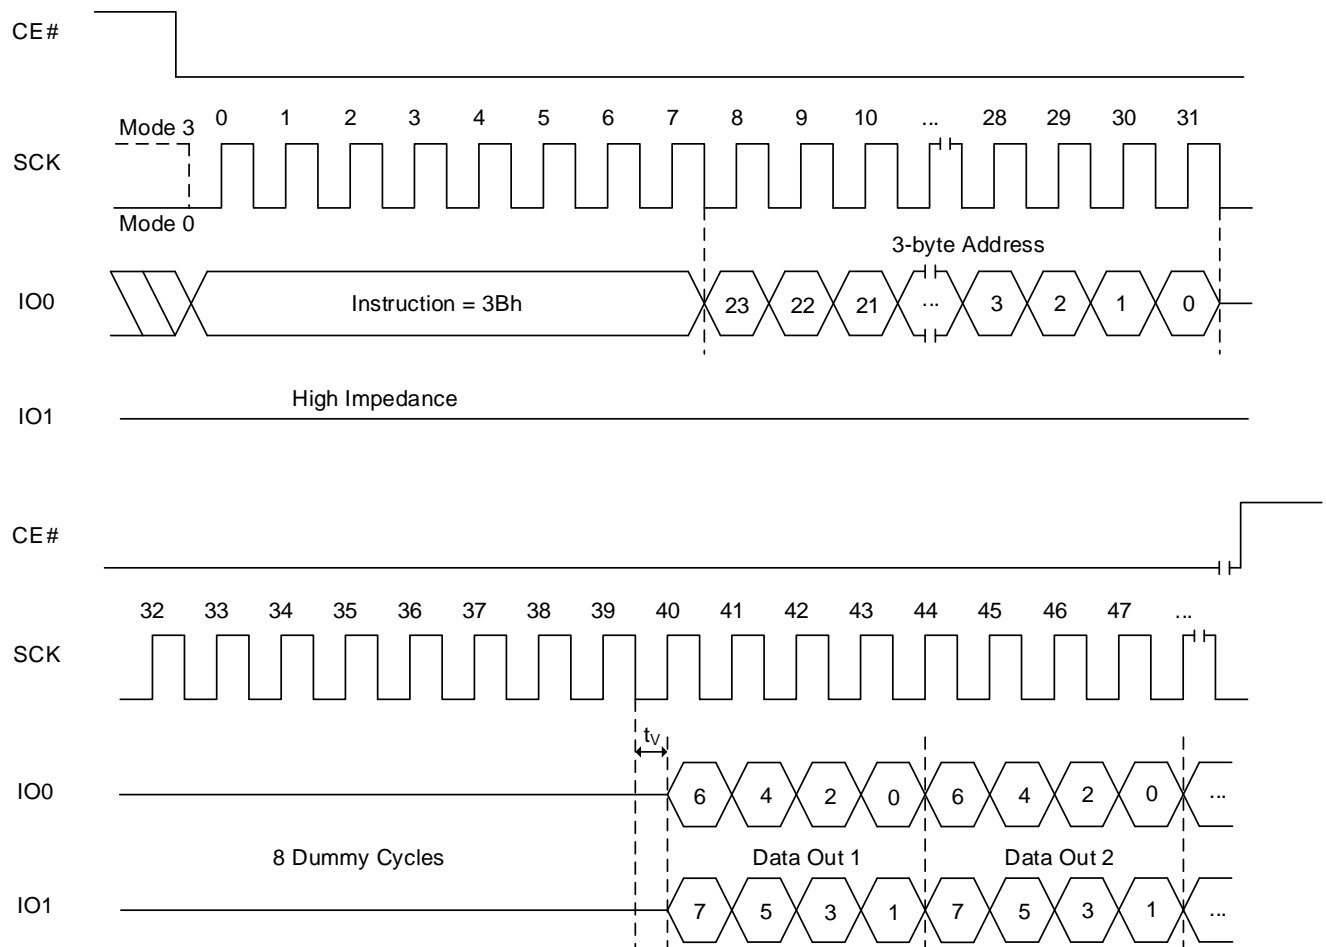 CE#
Mode 3 0 1 2 3 4 5 6 7 8 9 10 ... 28 29 30 31
SCK
Mode 0
3-byte Address
IO0 Instruction = 3Bh 23 22 21 ... 3 2 1 0
High Impedance
IO1
CE#
32 33 34 35 36 37 38 39 40 41 42 43 44 45 46 47 ...
SCK
tV
IO0 6 4 2 0 6 4 2 0 ...
8 Dummy Cycles Data Out 1 Data Out 2
IO1 7 5 3 1 7 5 3 1 ...